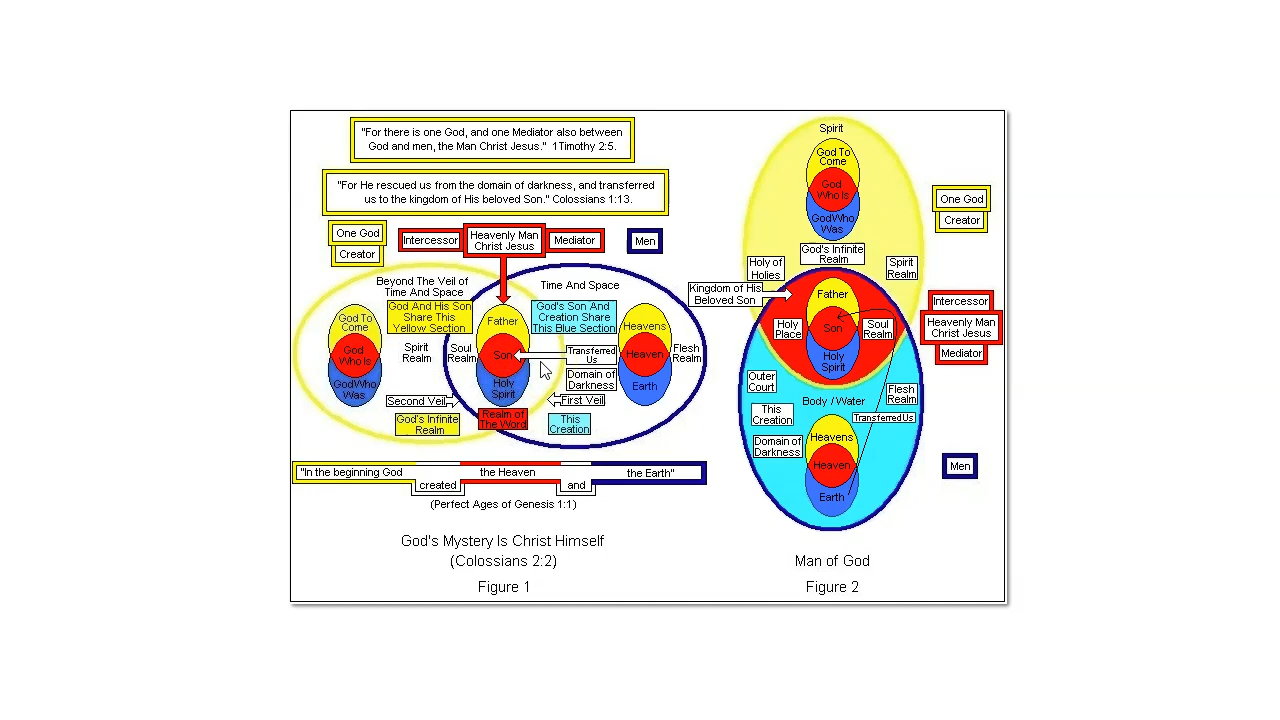 "For there is one God, and one Mediator also between
God and men, the Man Christ Jesus."  1Timothy 2:5.
"For He rescued us from the domain of darkness, and transferred
us to the kingdom of His beloved Son." Colossians 1:13.
One God
Creator
Intercessor
Heavenly Man
Christ Jesus
Mediator
Men
Beyond The Veil of
Time And Space
Time And Space
God And His Son
Share This
Yellow Section
God's Son And
Creation Share
This Blue Section
God To
Come
God
Who Is
GodWho
Was
Spirit
Realm
Soul
Realm
Father
Son
Holy
Spirit
Transferred
Us
Domain of
Darkness
Heavens
Heaven
Earth
Flesh
Realm
Second Veil
First Veil
God's Infinite
Realm
Realm of
The Word
This
Creation
"In the beginning God
created
the Heaven
and
the Earth"
(Perfect Ages of Genesis 1:1)
God's Mystery Is Christ Himself
(Colossians 2:2)
Figure 1
Spirit
God To
Come
God
Who Is
GodWho
Was
God's Infinite
Realm
Holy of
Holies
Spirit
Realm
One God
Creator
Kingdom of His
Beloved Son
Father
Son
Holy
Spirit
Holy
Place
Soul
Realm
Intercessor
Heavenly Man
Christ Jesus
Mediator
Outer
Court
Body / Water
Flesh
Realm
This
Creation
Transferred Us
Domain of
Darkness
Heavens
Heaven
Earth
Men
Man of God
Figure 2